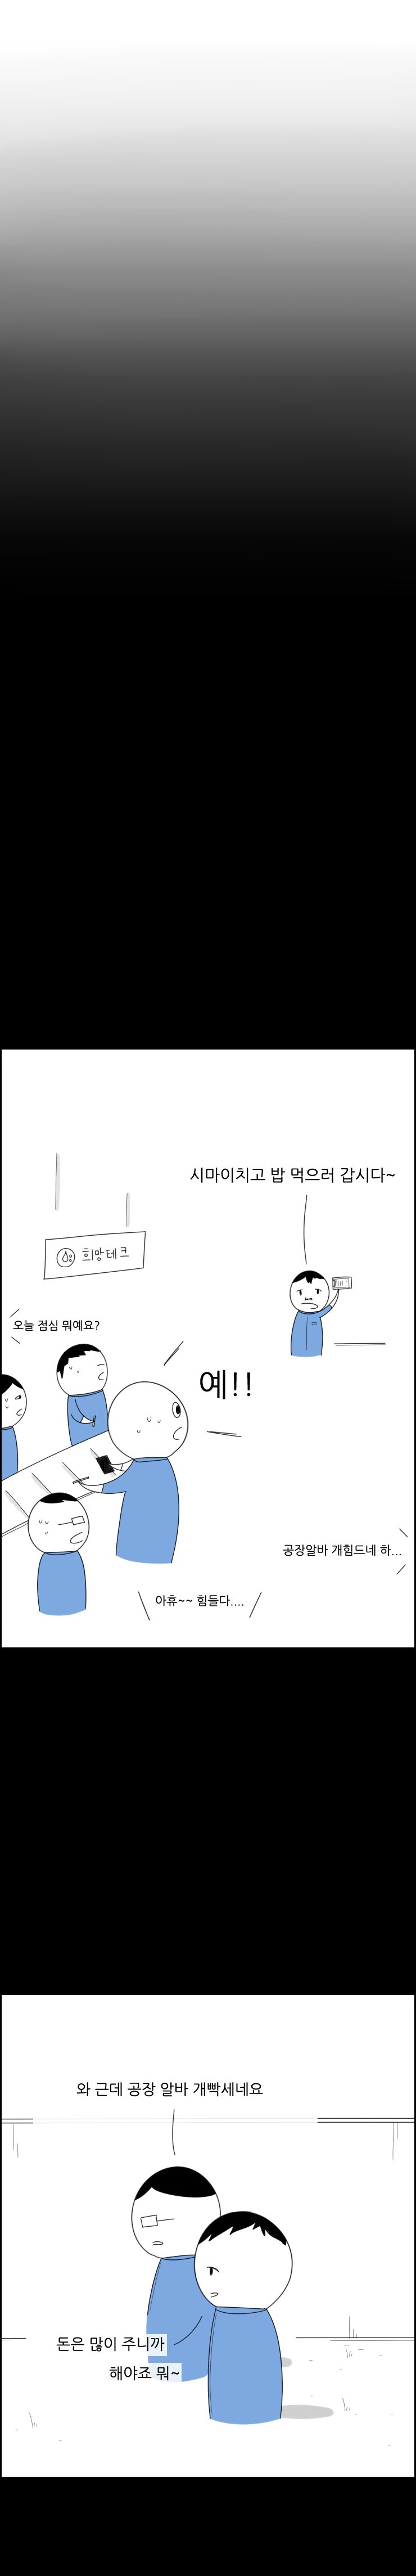 시마이치고 밥 먹으러 갑시다~
희망테크
오늘 점심 뭐예요?
예!!
공장알바 개힘드네 하...
아휴~~ 힘들다....
와 근데 공장 알바 개빡세네요
돈은 많이 주니까
해야죠 뭐~